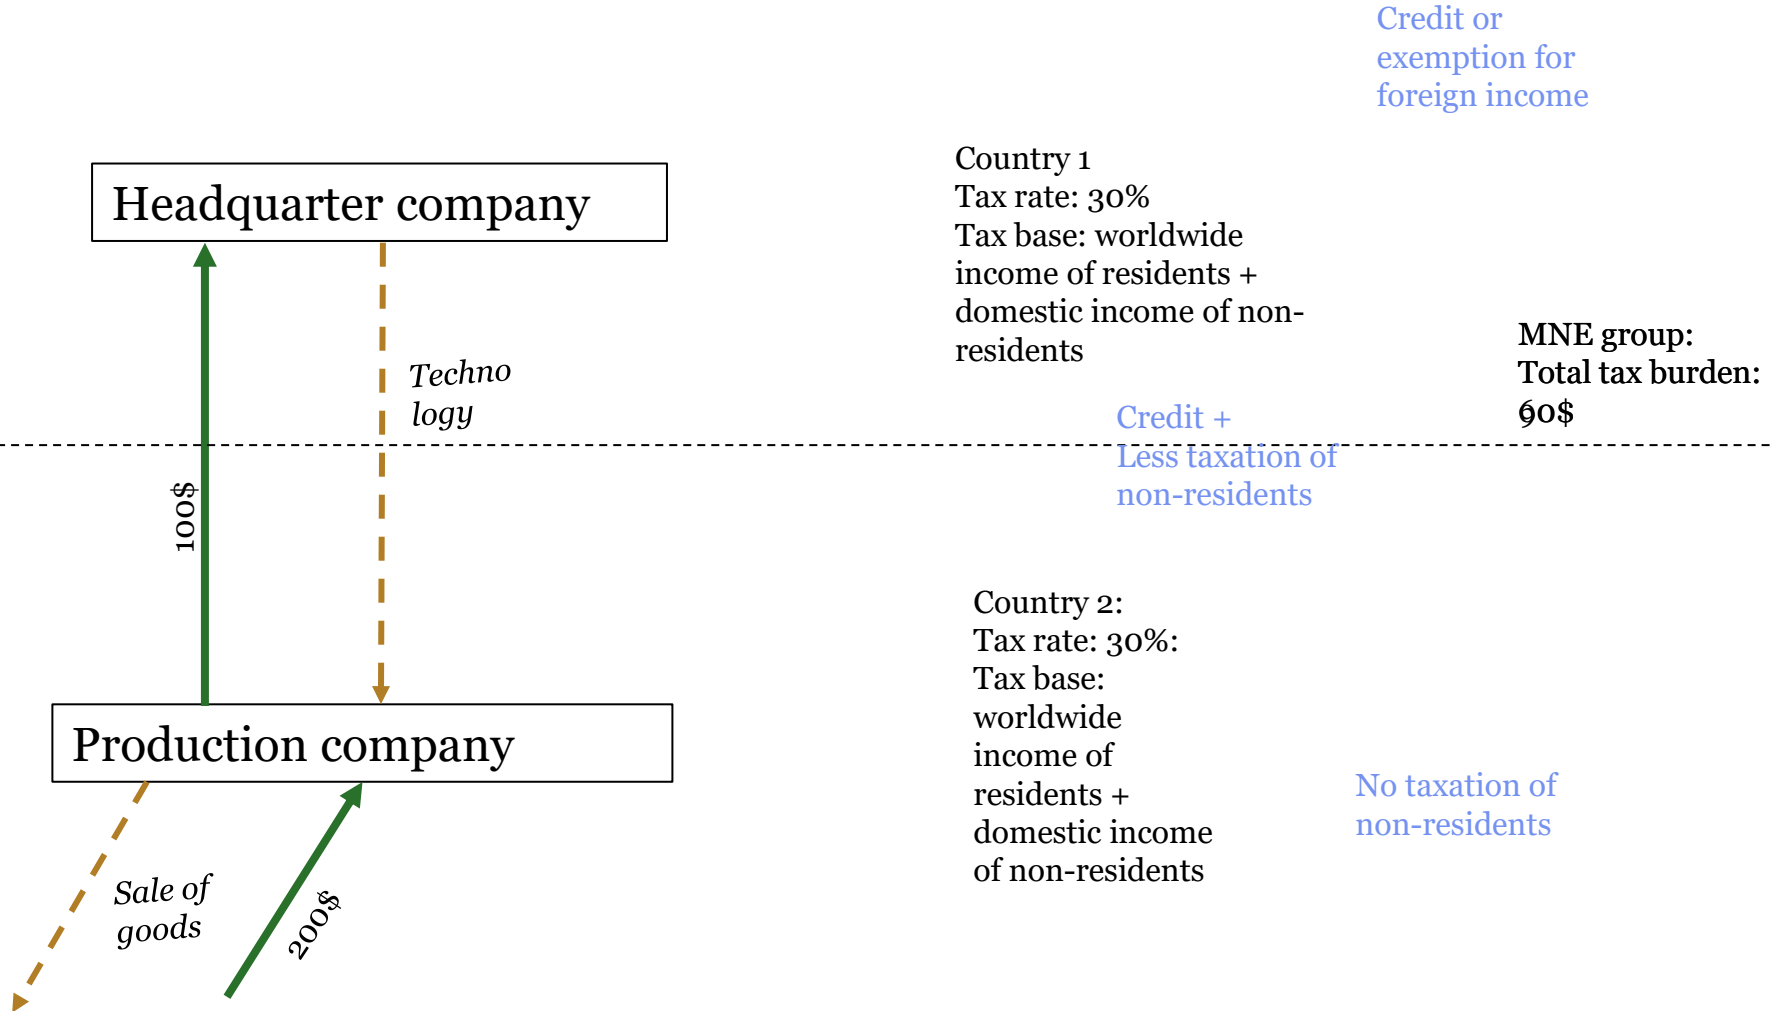 Credit or
exemption for
foreign income
Headquarter company
Country 1
Tax rate: 30%
Tax base: worldwide
income of residents +
domestic income of non-
residents
MNE group:
Total tax burden:
Techno
logy
Credit +
Less taxation of
non-residents
100$
Country 2:
Tax rate: 30%:
Tax base:
worldwide
income of
residents +
domestic income
of non-residents
Production company
No taxation of
non-residents
Sale of
goods
200$